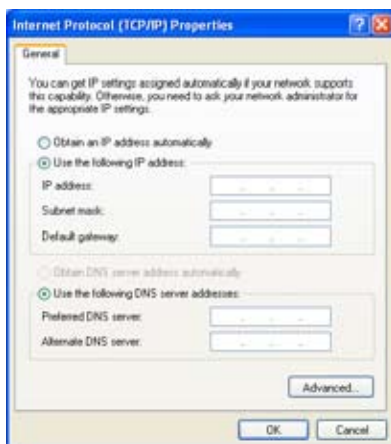 Internet Protocol (TCP/IP) Properties
General
You can get IP settings assigned automatically if your network supports
this capability. Otherwise, you need to ask your network administrator for
the appropriate IP settings.
Obtain an IP address automatically
Use the following IP address:
IP address:
Subnet mask:
Default gateway:
Obtain DNS server address automatically
Use the following DNS server addresses:
Preferred DNS server:
Alternate DNS server:
Advanced...
OK Cancel